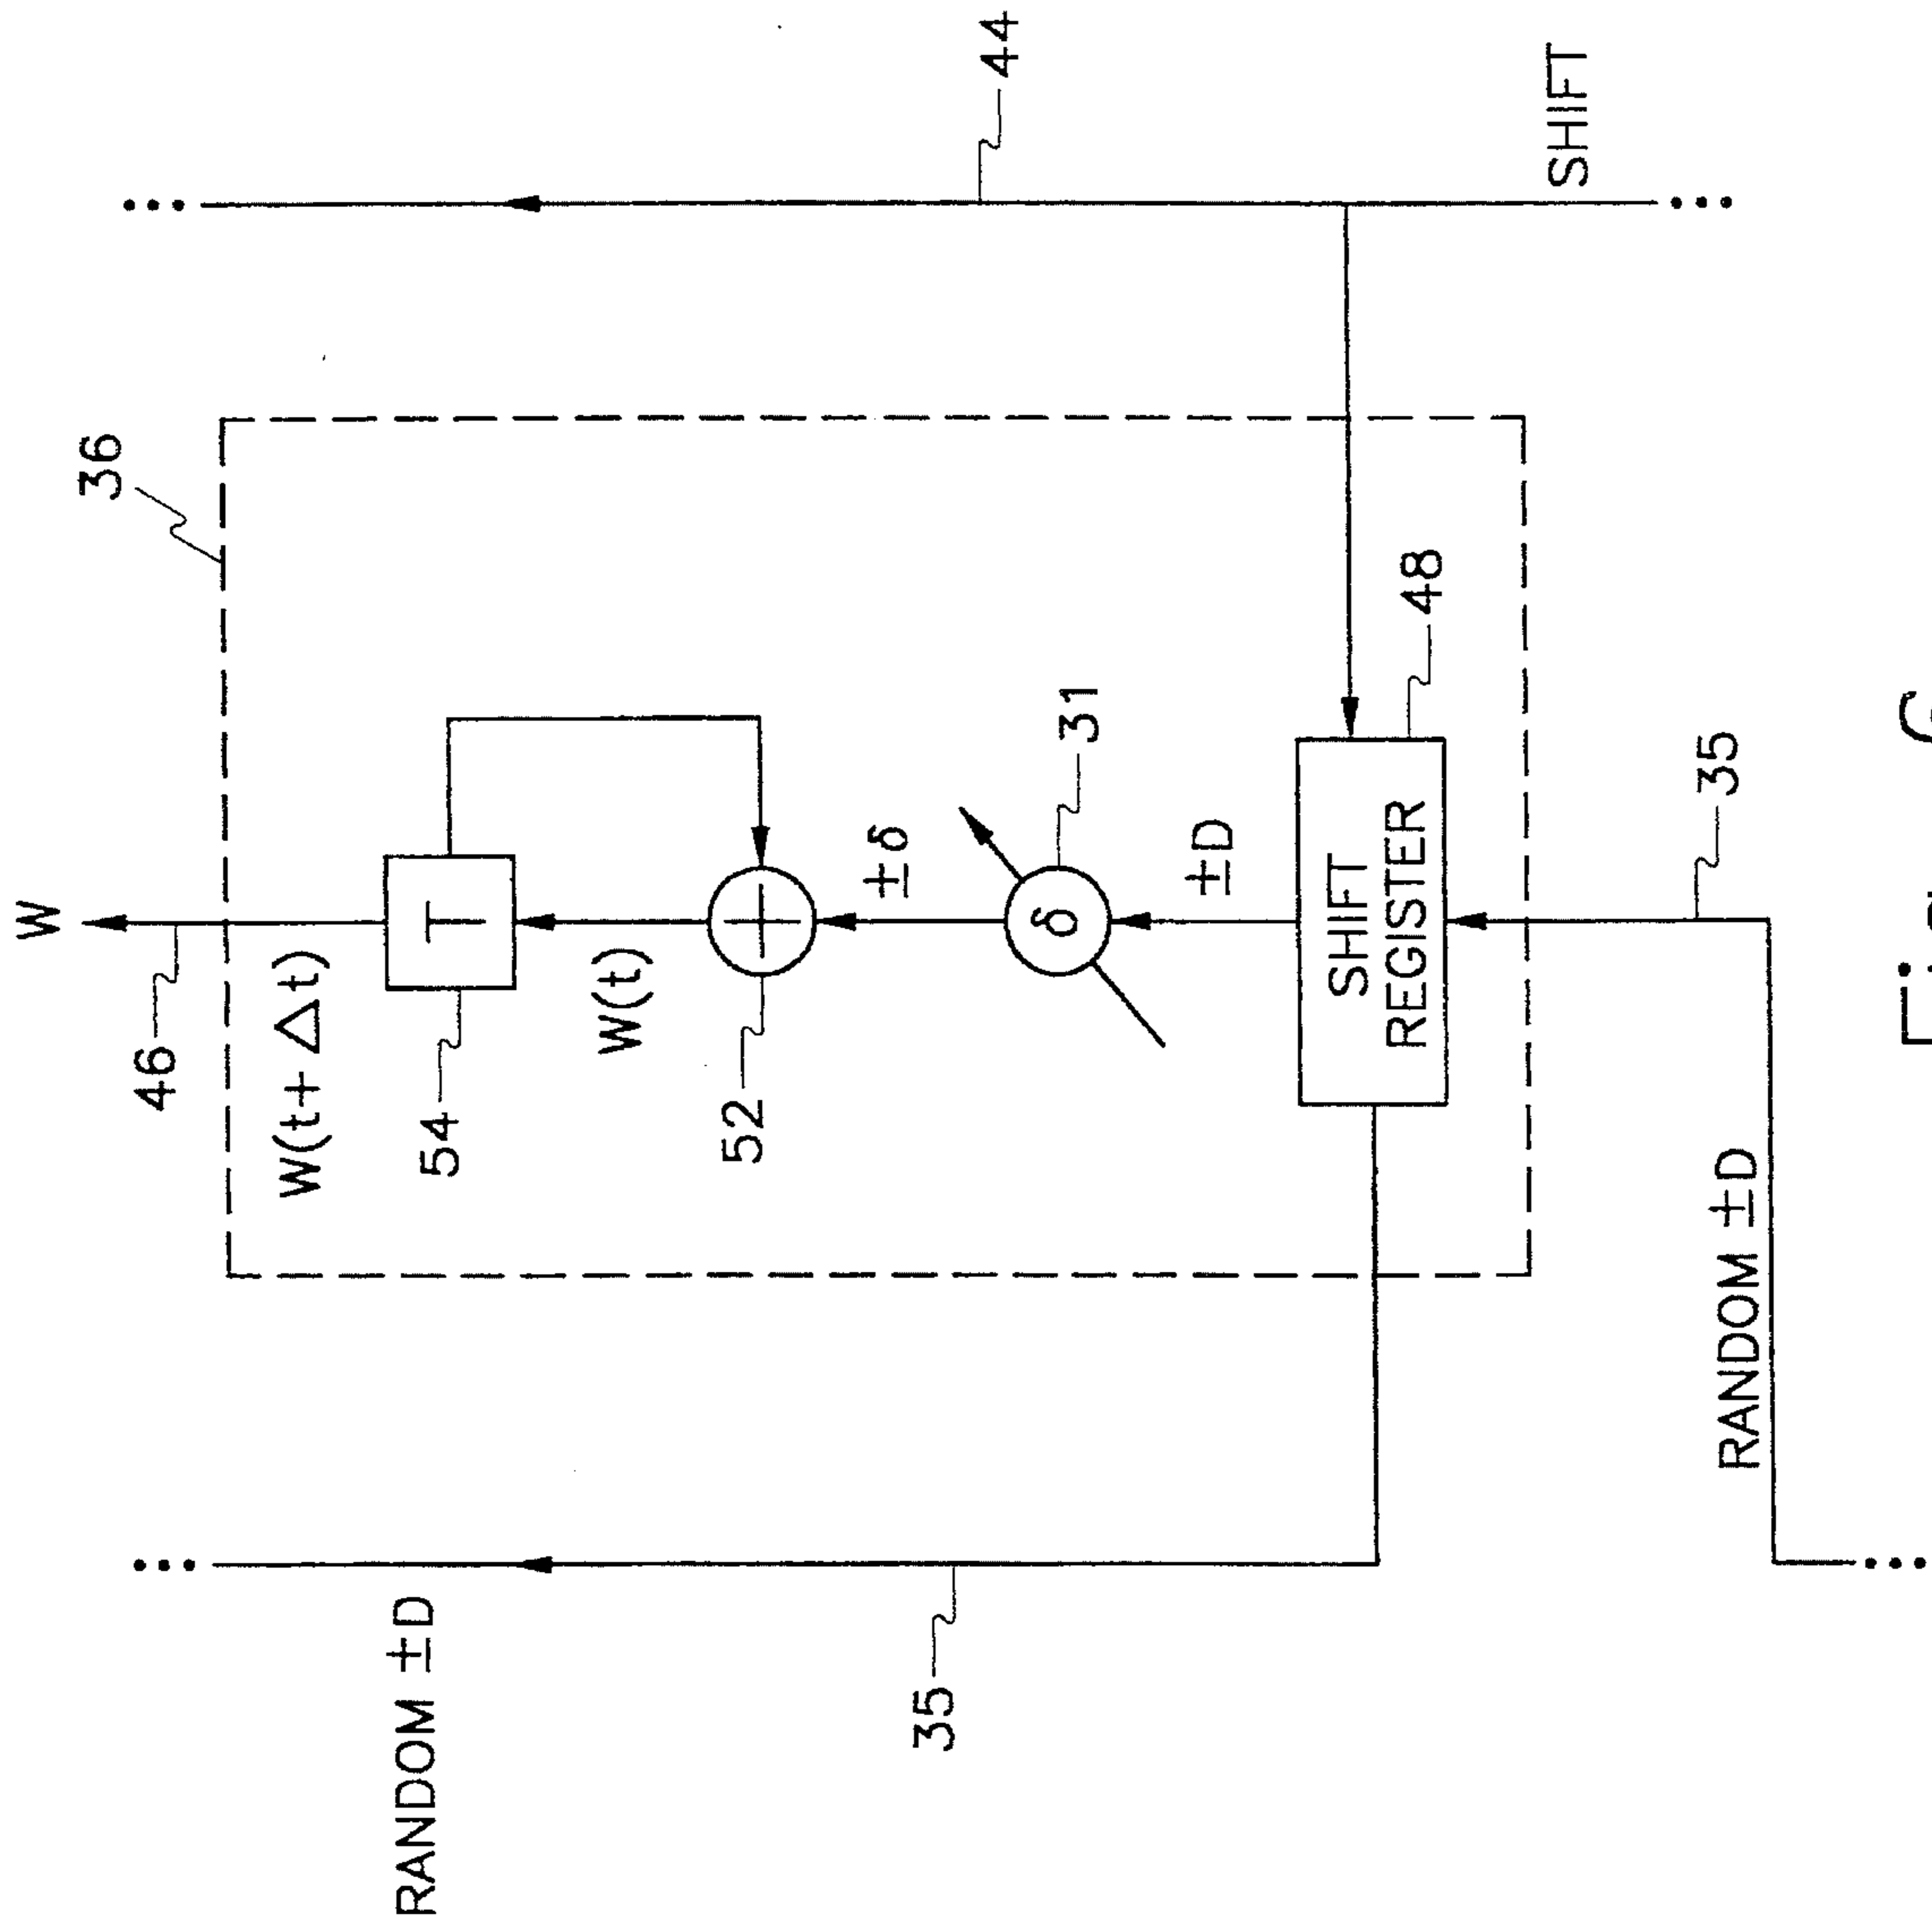 W
36
46
W(t+ Δt)
RANDOM ±D
54
T
W(t)
52
+
±δ
35
44
δ
31
±D
SHIFT
REGISTER
48
SHIFT
35
RANDOM ±D